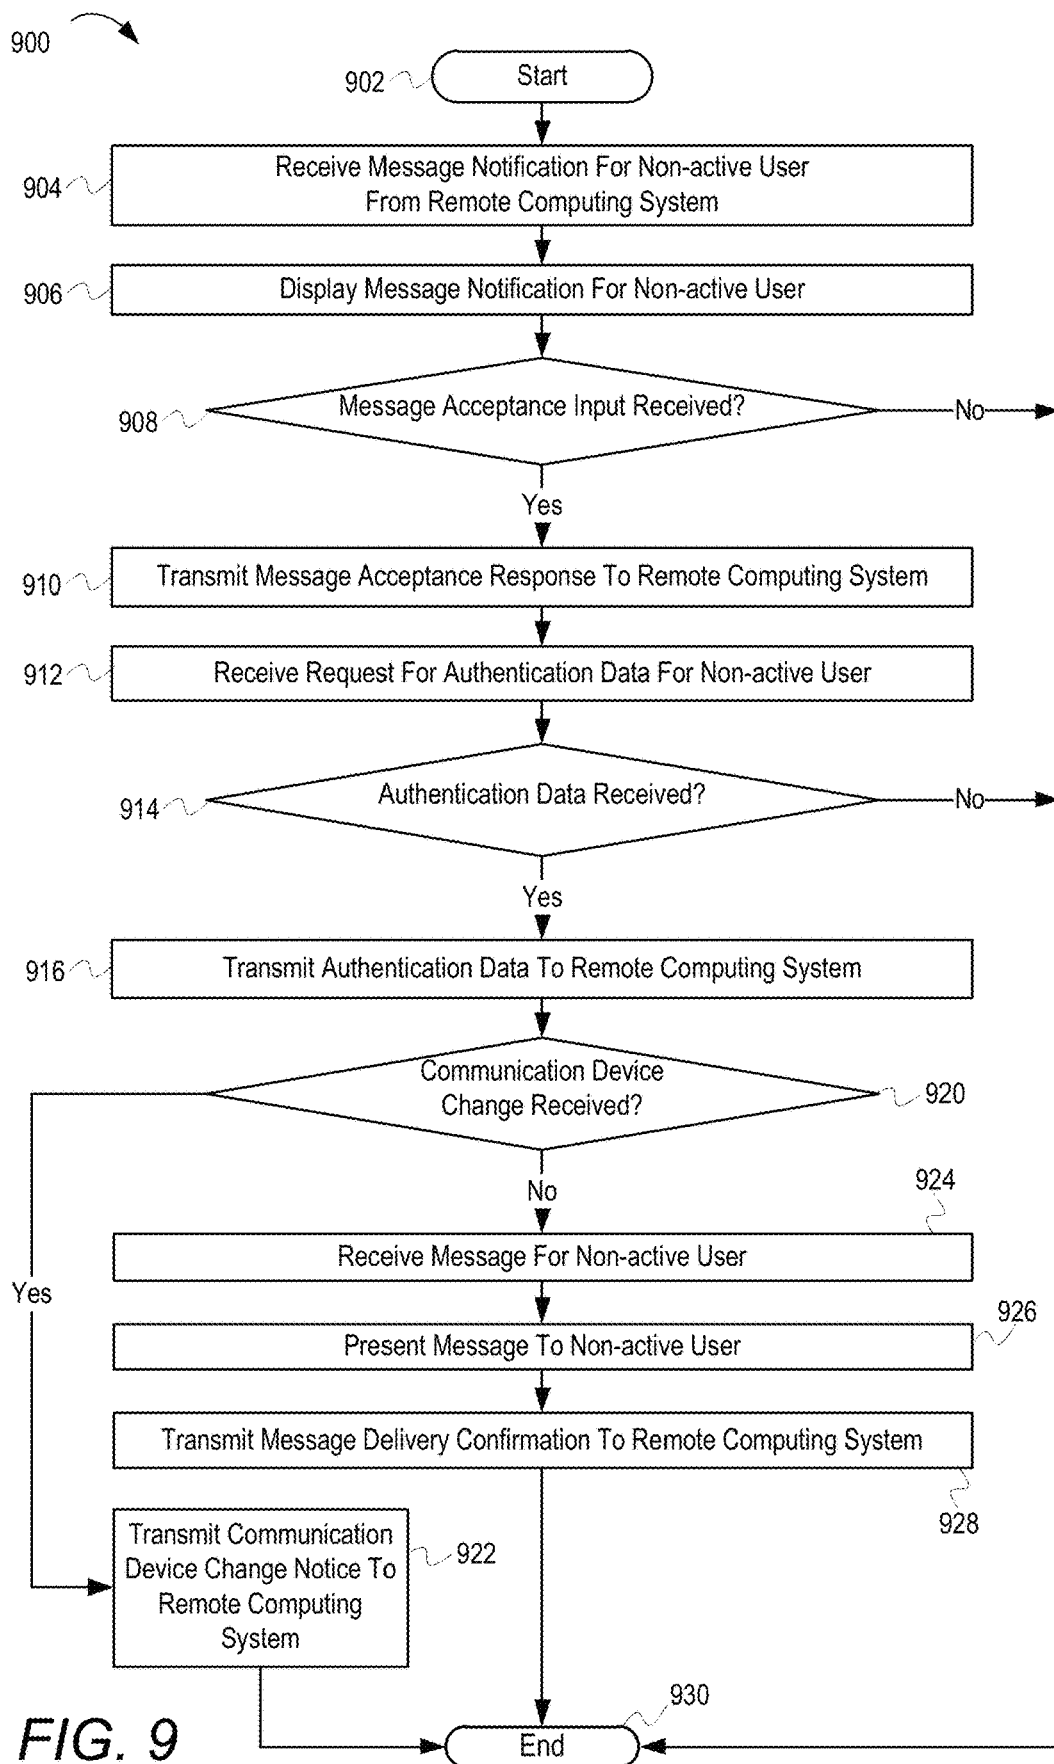 900
902
Start
904
Receive Message Notification For Non-active User
From Remote Computing System
906
Display Message Notification For Non-active User
908
Message Acceptance Input Received?
No
Yes
910
Transmit Message Acceptance Response To Remote Computing System
912
Receive Request For Authentication Data For Non-active User
914
Authentication Data Received?
No
Yes
916
Transmit Authentication Data To Remote Computing System
Communication Device
Change Received?
920
No
924
Receive Message For Non-active User
Yes
926
Present Message To Non-active User
Transmit Message Delivery Confirmation To Remote Computing System
928
Transmit Communication
Device Change Notice To
Remote Computing
System
922
930
End
FIG. 9